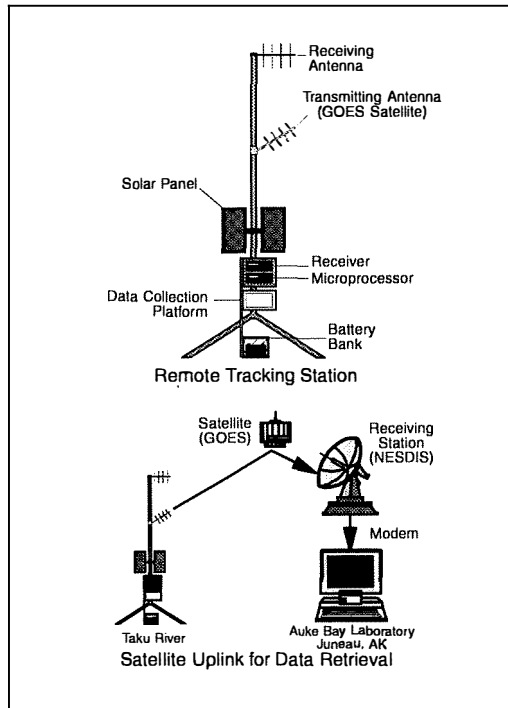 Receiving
Antenna
Transmitting Antenna
(GOES Satellite)
Solar Panel
Receiver
Microprocessor
Data Collection
Platform
Battery
Bank
Remote Tracking Station
Satellite
(GOES)
Receiving
Station
(NESDIS)
Modem
Taku River
Auke Bay Laboratory
Juneau, AK
Satellite Uplink for Data Retrieval